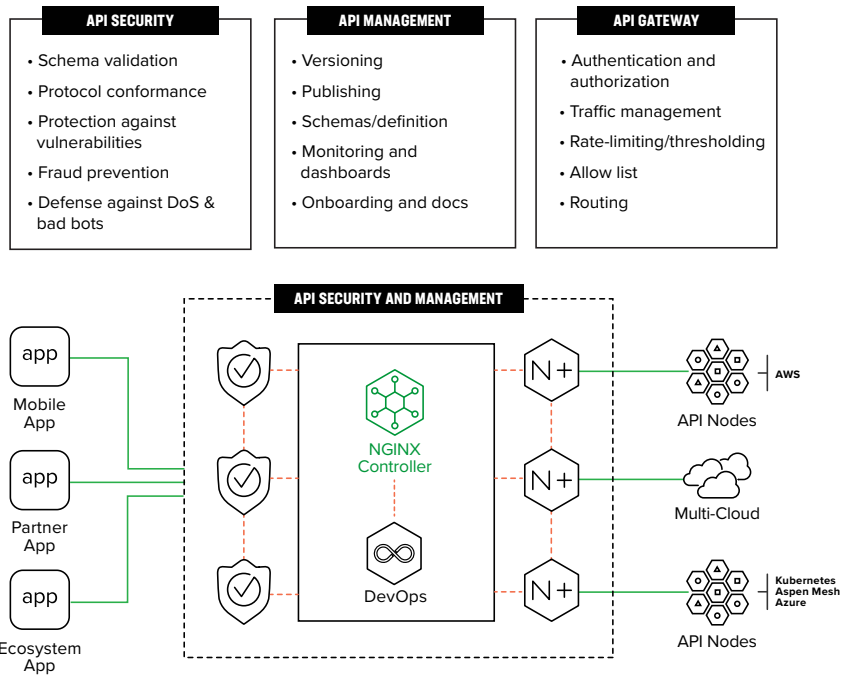 API SECURITY
• Schema validation
• Protocol conformance
• Protection against
vulnerabilities
• Fraud prevention
• Defense against DoS &
bad bots
API MANAGEMENT
• Versioning
• Publishing
• Schemas/definition
• Monitoring and
dashboards
• Onboarding and docs
API GATEWAY
• Authentication and
authorization
• Traffic management
• Rate-limiting/thresholding
• Allow list
• Routing
API SECURITY AND MANAGEMENT
app
Mobile
App
app
Partner
App
app
Ecosystem
App
NGINX
Controller
DevOps
N+
N+
N+
API Nodes
AWS
Multi-Cloud
API Nodes
Kubernetes
Aspen Mesh
Azure